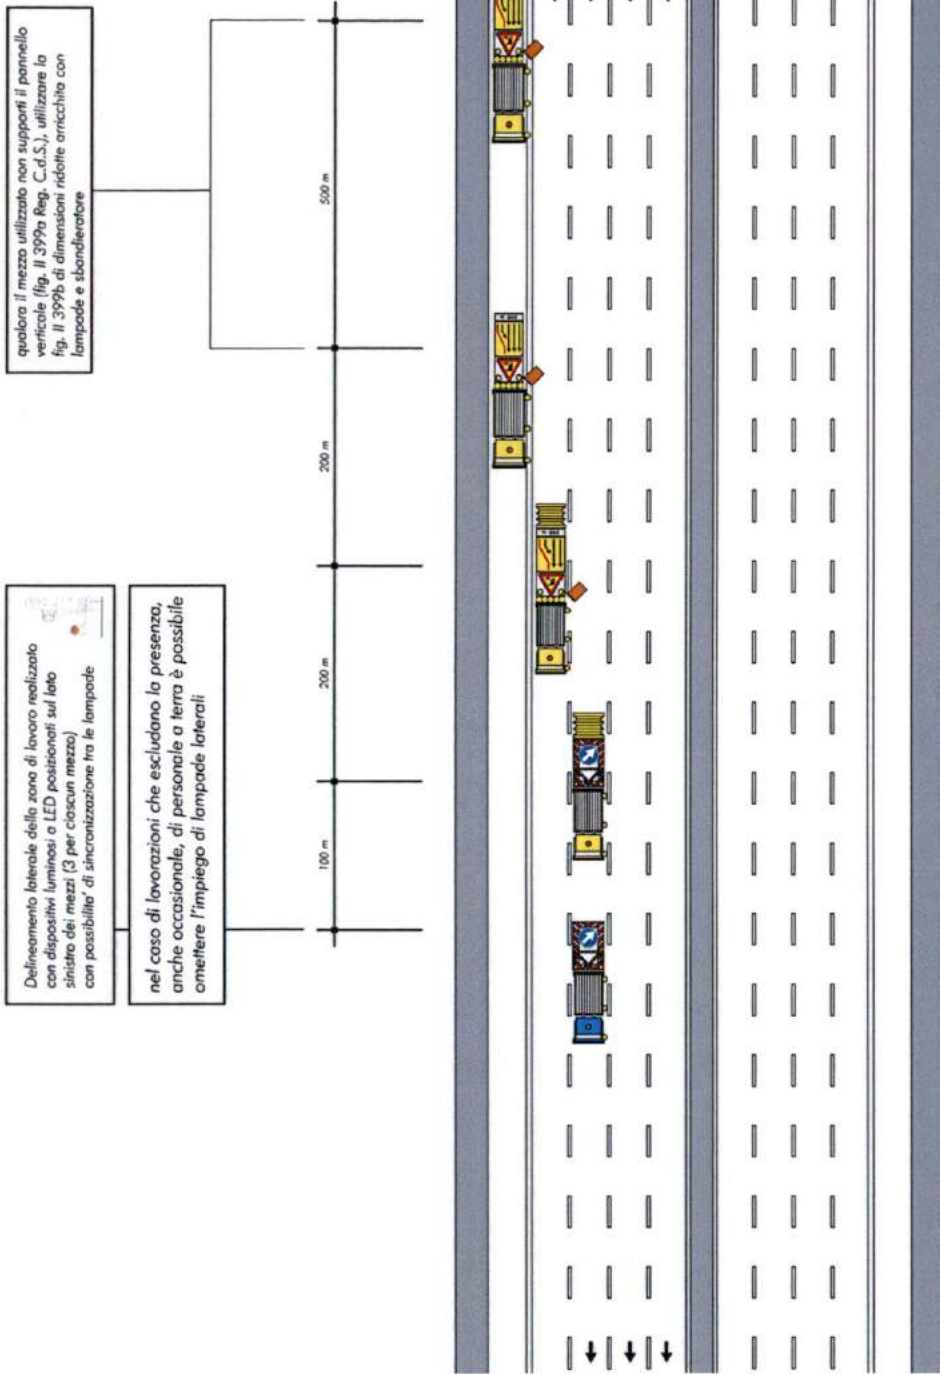 qualora il mezzo utilizzato non supporti il pannello
verticale (fig. II 399a Reg. C.d.S.), utilizzare la
fig. II 399b di dimensioni ridotte arricchita con
lampade e sbandieratore
Delineamento laterale della zona di lavoro realizzato
con dispositivi luminosi a LED posizionati sul lato
sinistro dei mezzi (3 per ciascun mezzo)
con possibilita' di sincronizzazione tra le lampade
nel caso di lavorazioni che escludano la presenza,
anche occasionale, di personale a terra è possibile
omettere l'impiego di lampade laterali
500 m
200 m
200 m
100 m